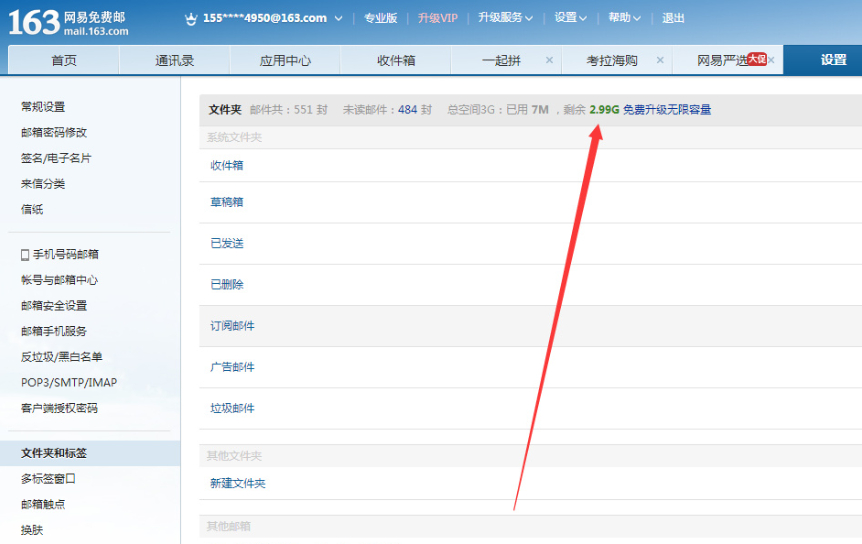 163 网易免费邮 mail.163.com 155****4950@163.com 专业版 升级VIP 升级服务 设置 帮助 退出
首页 通讯录 应用中心 收件箱 一起拼 × 考拉海购 × 网易严选 大促 × 设置
常规设置
邮箱密码修改
签名/电子名片
来信分类
信纸
手机号码邮箱
帐号与邮箱中心
邮箱安全设置
邮箱手机服务
反垃圾/黑白名单
POP3/SMTP/IMAP
客户端授权密码
文件夹和标签
多标签窗口
邮箱触点
换肤
文件夹 邮件共：551 封 未读邮件：484 封 总空间3G：已用 7M ，剩余 2.99G 免费升级无限容量
系统文件夹
收件箱
草稿箱
已发送
已删除
订阅邮件
广告邮件
垃圾邮件
其他文件夹
新建文件夹
其他邮箱